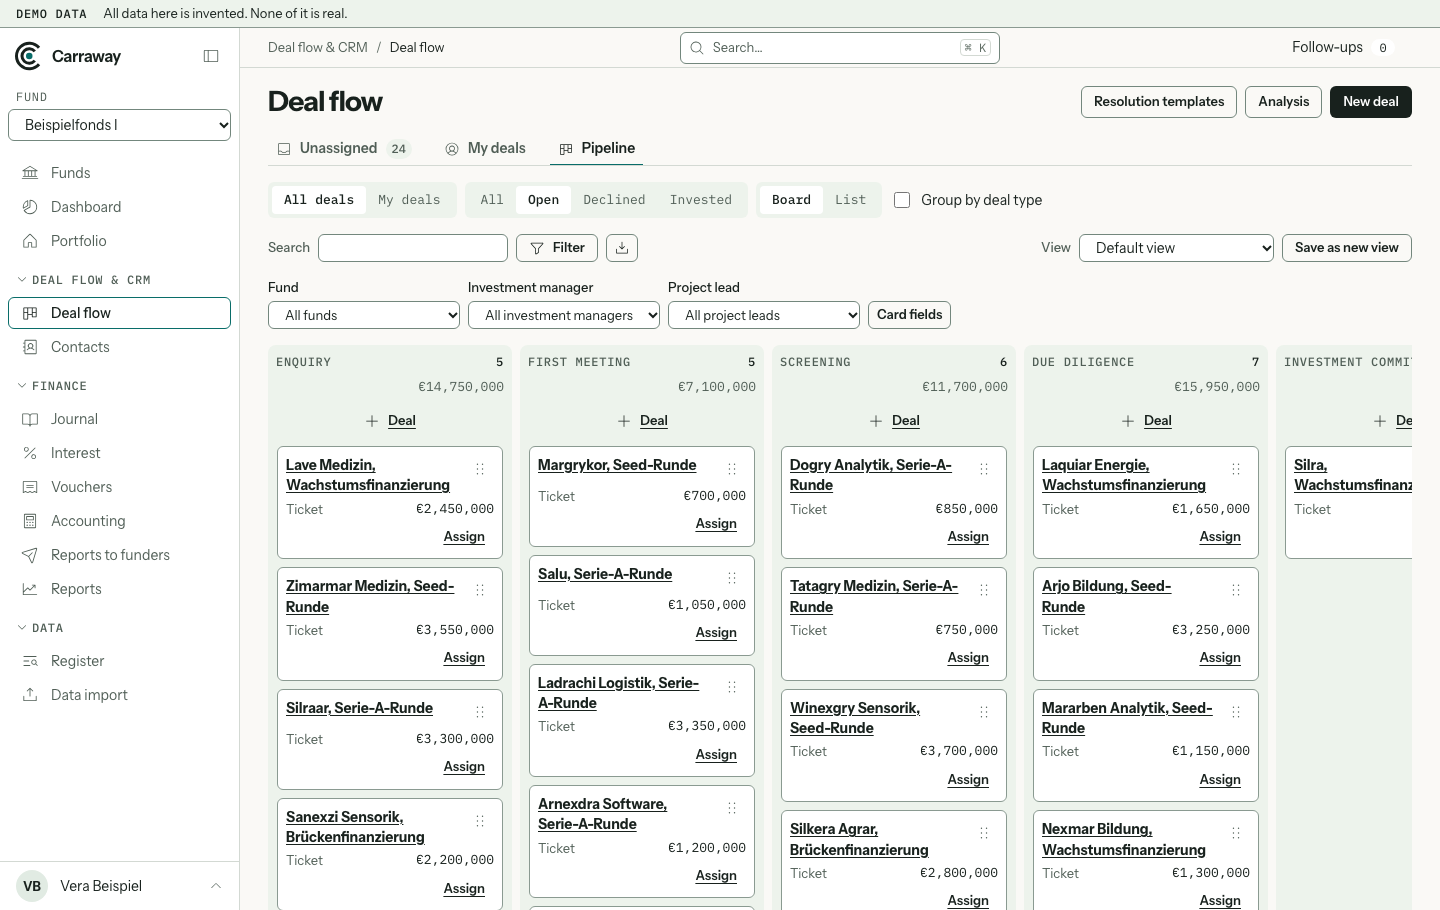 DEMO DATA All data here is invented. None of it is real.
Carraway
FUND
Beispielfonds I
Funds
Dashboard
Portfolio
DEAL FLOW & CRM
Deal flow
Contacts
FINANCE
Journal
Interest
Vouchers
Accounting
Reports to funders
Reports
DATA
Register
Data import
VB Vera Beispiel
Deal flow & CRM / Deal flow
Search... ⌘ K
Follow-ups 0
Deal flow
Resolution templates Analysis New deal
Unassigned 24 My deals Pipeline
All deals My deals All Open Declined Invested Board List Group by deal type
Search Filter View Default view Save as new view
Fund Investment manager Project lead
All funds All investment managers All project leads Card fields
ENQUIRY 5
€14,750,000
Deal
Lave Medizin,
Wachstumsfinanzierung
Ticket €2,450,000
Assign
Zimarmar Medizin, Seed-
Runde
Ticket €3,550,000
Assign
Silraar, Serie-A-Runde
Ticket €3,300,000
Assign
Sanexzi Sensorik,
Brückenfinanzierung
Ticket €2,200,000
Assign
FIRST MEETING 5
€7,100,000
Deal
Margrykor, Seed-Runde
Ticket €700,000
Assign
Salu, Serie-A-Runde
Ticket €1,050,000
Assign
Ladrachi Logistik, Serie-
A-Runde
Ticket €3,350,000
Assign
Arnexdra Software,
Serie-A-Runde
Ticket €1,200,000
Assign
SCREENING 6
€11,700,000
Deal
Dogry Analytik, Serie-A-
Runde
Ticket €850,000
Assign
Tatagry Medizin, Serie-A-
Runde
Ticket €750,000
Assign
Winexgry Sensorik,
Seed-Runde
Ticket €3,700,000
Assign
Silkera Agrar,
Brückenfinanzierung
Ticket €2,800,000
Assign
DUE DILIGENCE 7
€15,950,000
Deal
Laquiar Energie,
Wachstumsfinanzierung
Ticket €1,650,000
Assign
Arjo Bildung, Seed-
Runde
Ticket €3,250,000
Assign
Mararben Analytik, Seed-
Runde
Ticket €1,150,000
Assign
Nexmar Bildung,
Wachstumsfinanzierung
Ticket €1,300,000
Assign
INVESTMENT COMMIT
De
Silra,
Wachstumsfinanz
Ticket